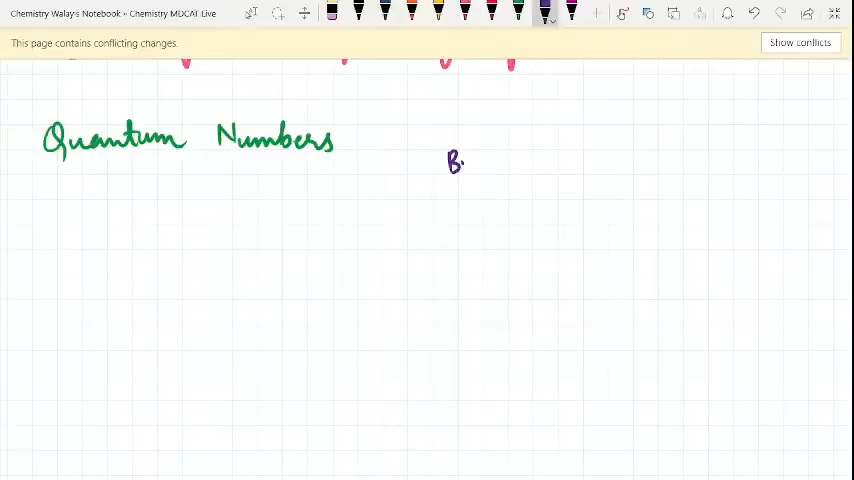 Chemistry Walay's Notebook » Chemistry MDCAT Live
This page contains conflicting changes.
Show conflicts
Quantum Numbers
B.